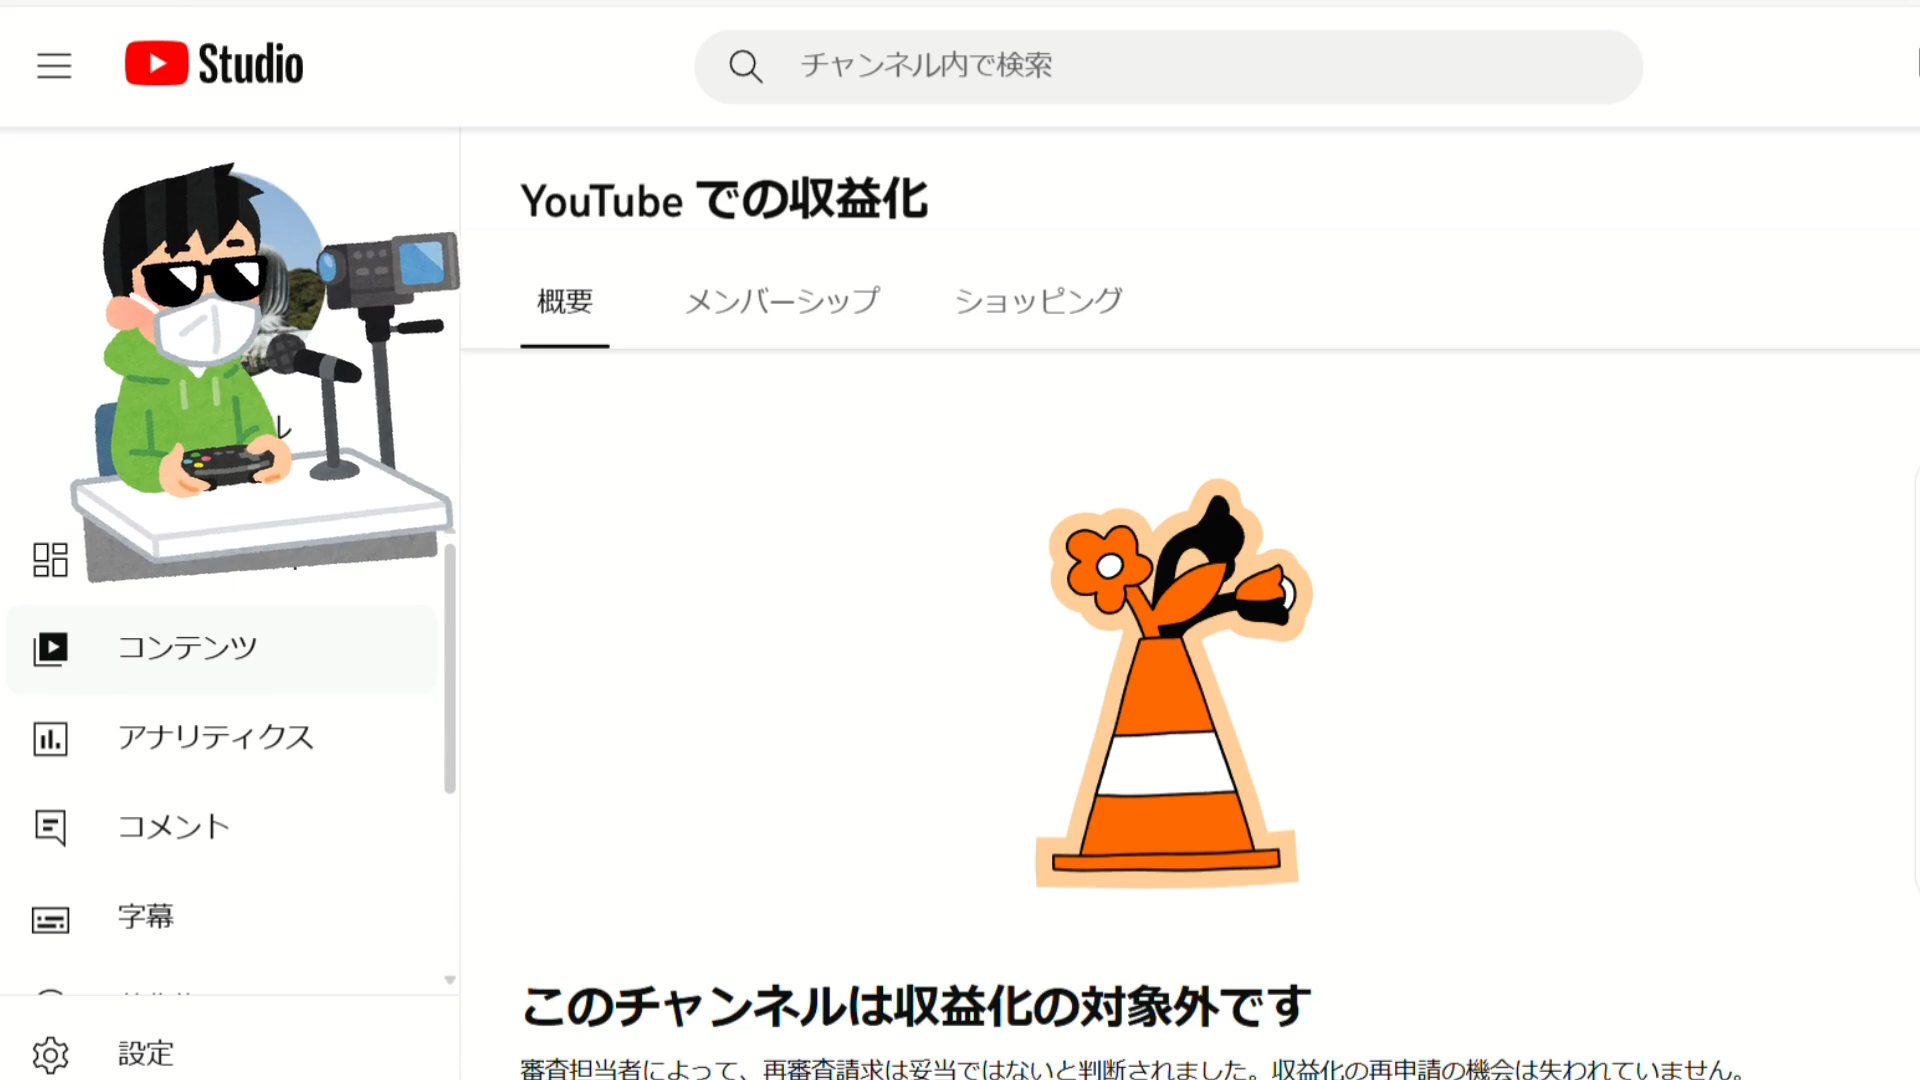 Studio
チャンネル内で検索
YouTube での収益化
概要
メンバーシップ
ショッピング
ル
コンテンツ
アナリティクス
コメント
字幕
設定
このチャンネルは収益化の対象外です
審査担当者によって、再審査請求は妥当ではないと判断されました。収益化の再申請の機会は失われていません。